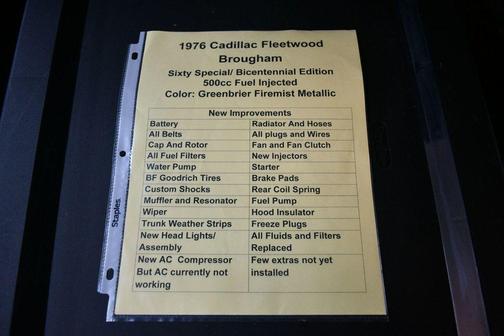 1976 Cadillac Fleetwood
Brougham
Sixty Special/ Bicentennial Edition
500cc Fuel Injected
Color: Greenbrier Firemist Metallic
New Improvements
Battery
Radiator And Hoses
All Belts
All plugs and Wires
Cap And Rotor
Fan and Fan Clutch
All Fuel Filters
New Injectors
Water Pump
Starter
BF Goodrich Tires
Brake Pads
Custom Shocks
Rear Coil Spring
Muffler and Resonator
Fuel Pump
Wiper
Hood Insulator
Trunk Weather Strips
Freeze Plugs
New Head Lights/
Assembly
All Fluids and Filters
Replaced
New AC Compressor
But AC currently not
working
Few extras not yet
installed
Staples